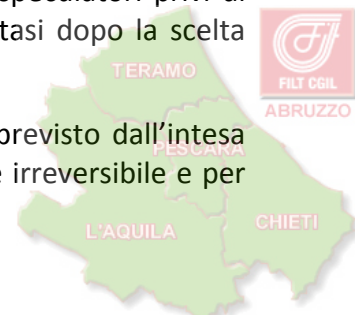 speculatori privi di
tasi dopo la scelta
FILT CGIL
ABRUZZO
TERAMO
previsto dall'intesa
PESCARA
e irreversibile e per
L'AQUILA
CHIETI